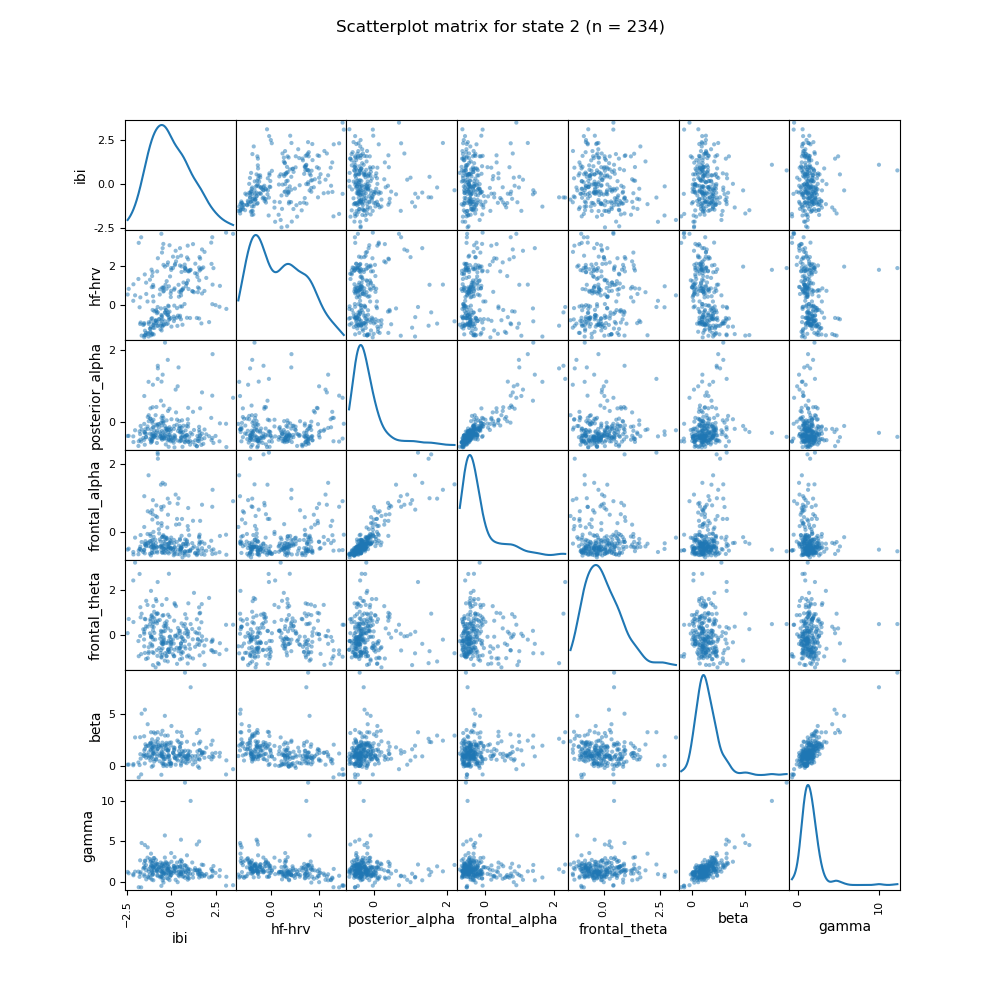 Scatterplot matrix for state 2 (n = 234)
ibi
2.5
0.0
-2.5
hf-hrv
2
0
posterior_alpha
2
0
frontal_alpha
2
0
frontal_theta
2
0
beta
5
0
gamma
10
5
0
−2.5 0.0 2.5 0.0 2.5 0 2 0 2 0.0 2.5 0 5 0 10
ibi hf-hrv posterior_alpha frontal_alpha frontal_theta beta gamma